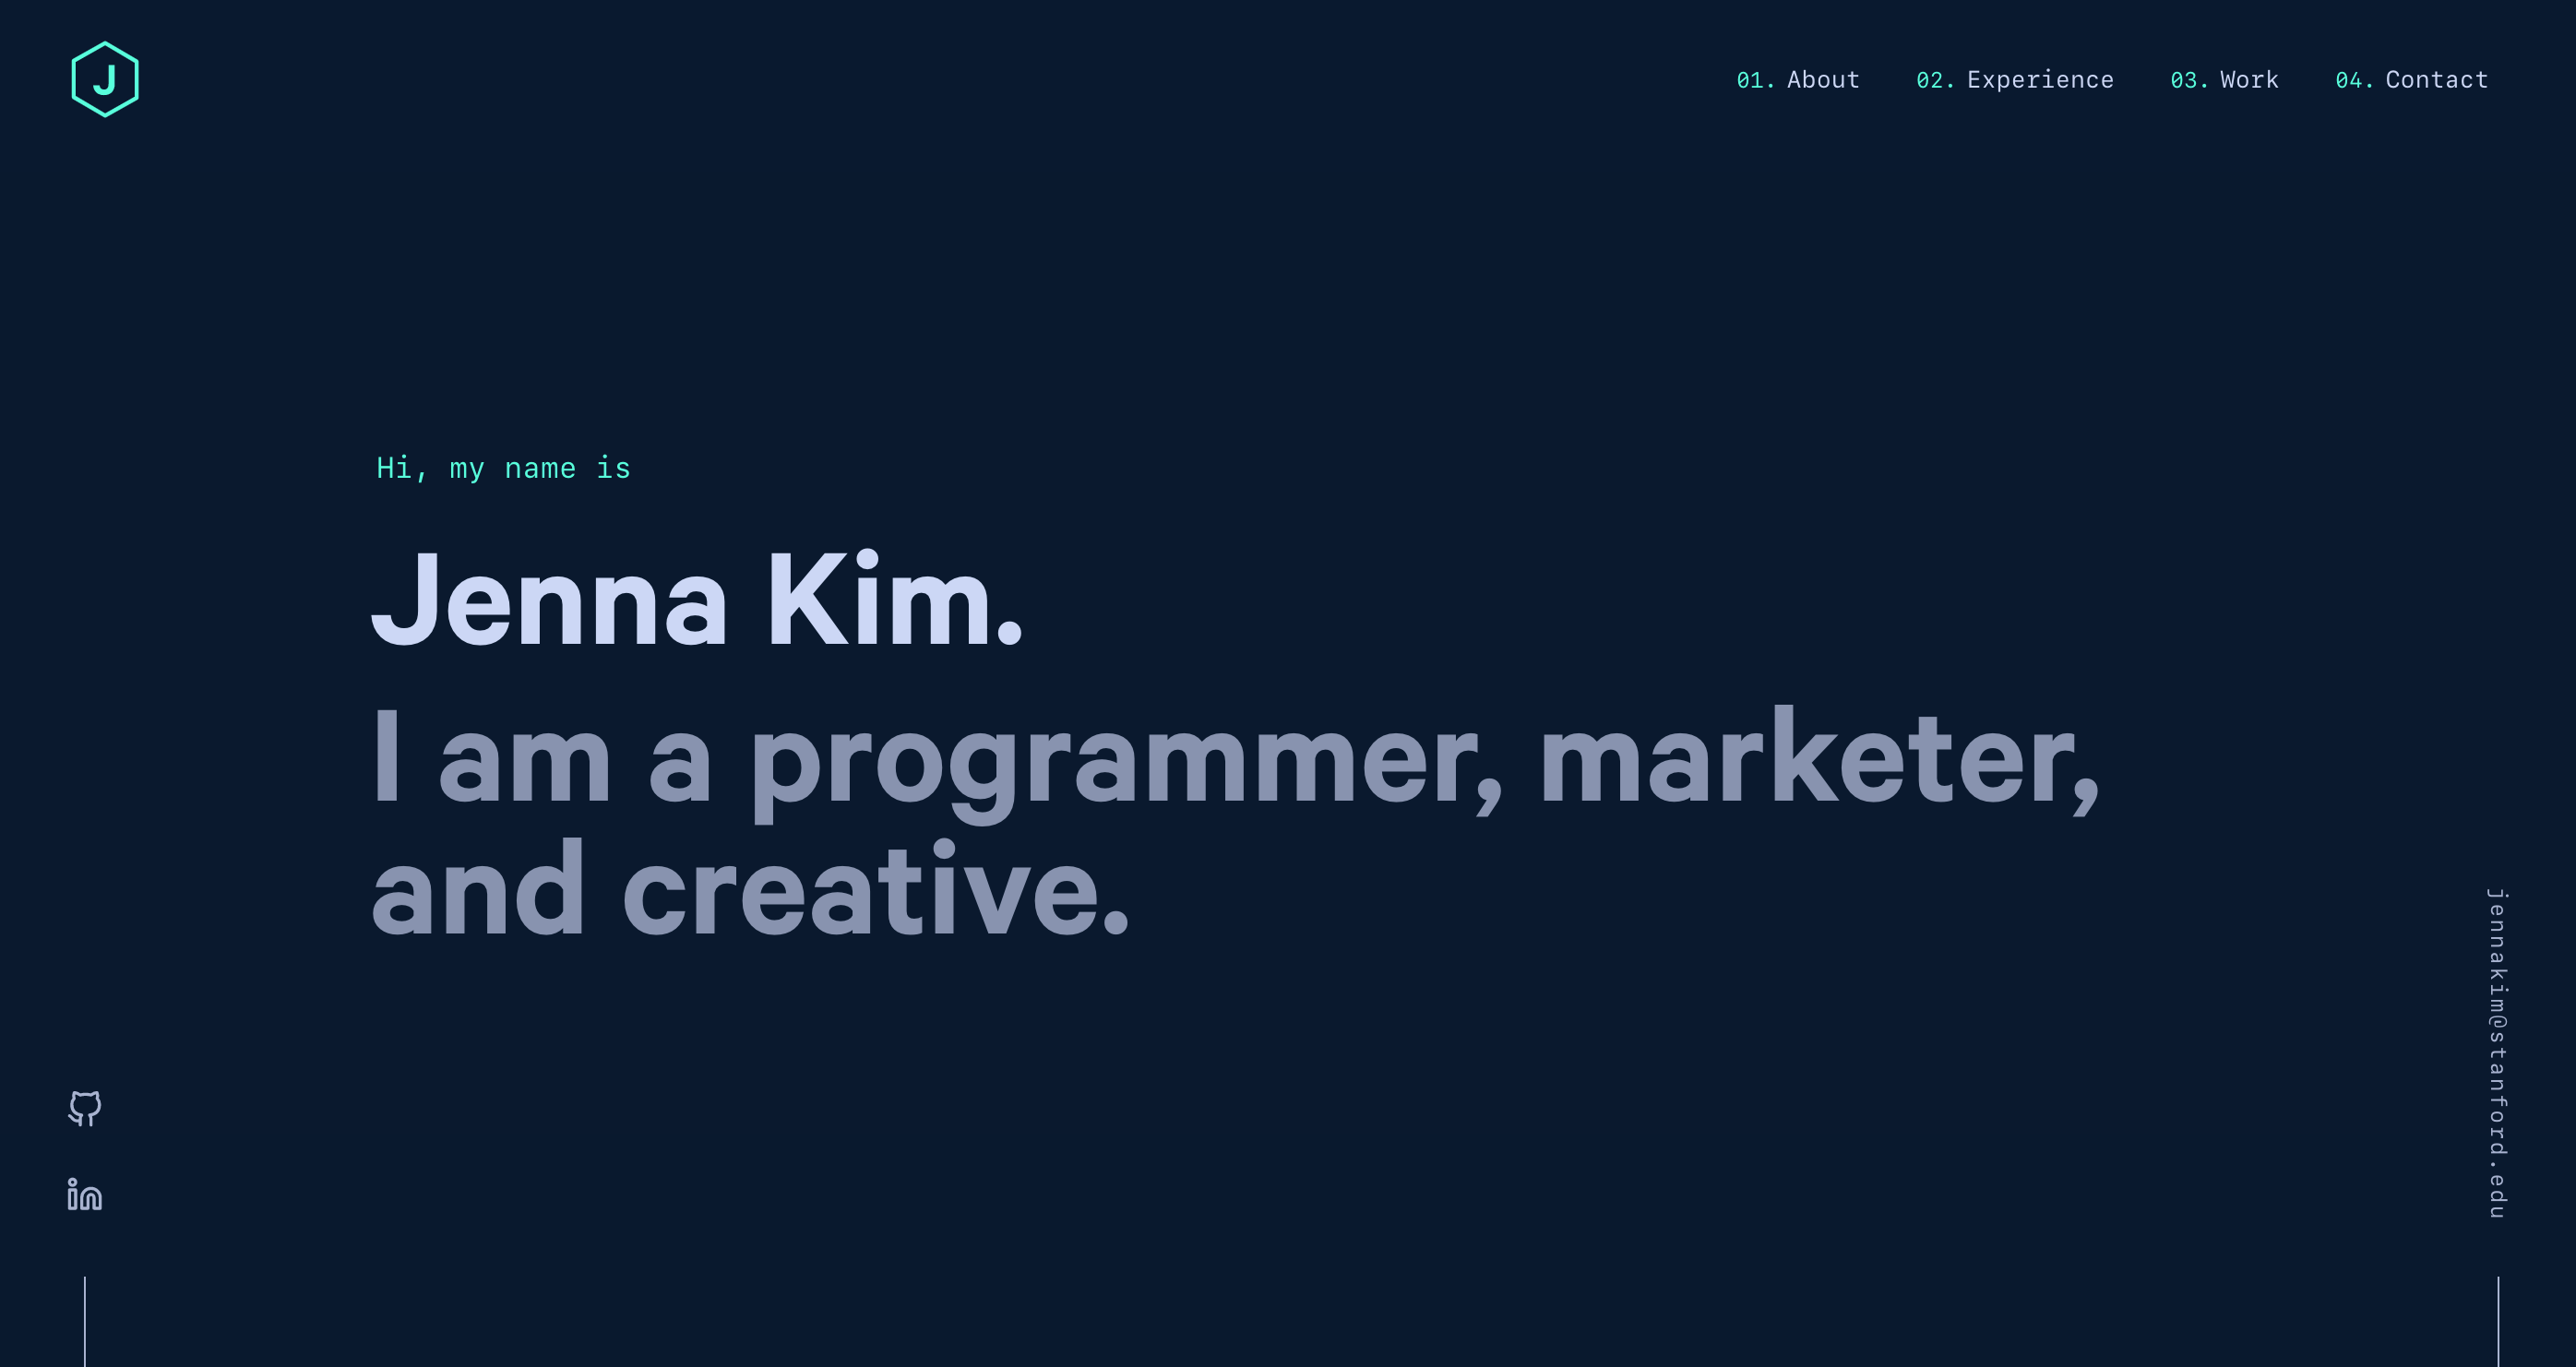 J
01. About 02. Experience 03. Work 04. Contact
Hi, my name is
Jenna Kim.
I am a programmer, marketer,
and creative.
jennakim@stanford.edu
in